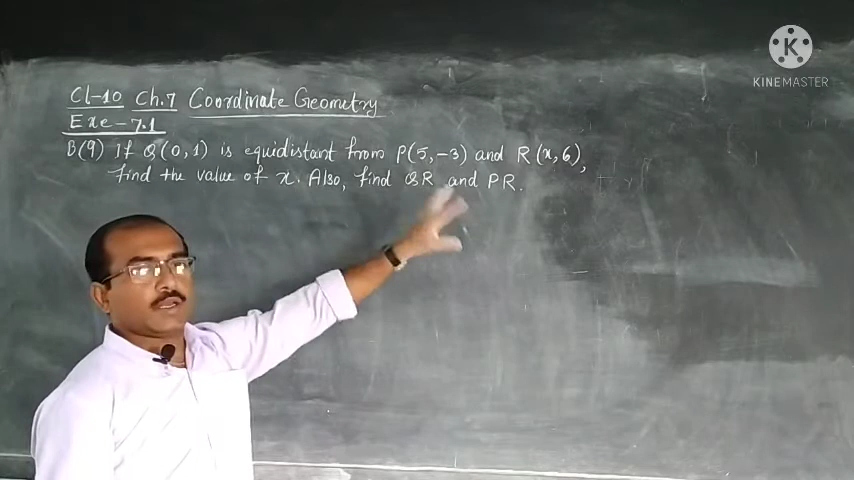 KINEMASTER
Cl-10 Ch.7 Coordinate Geometry
Exe-7.1
B(9) If Q(0,1) is equidistant from P(5,-3) and R(x,6),
find the value of x. Also, find QR and PR.